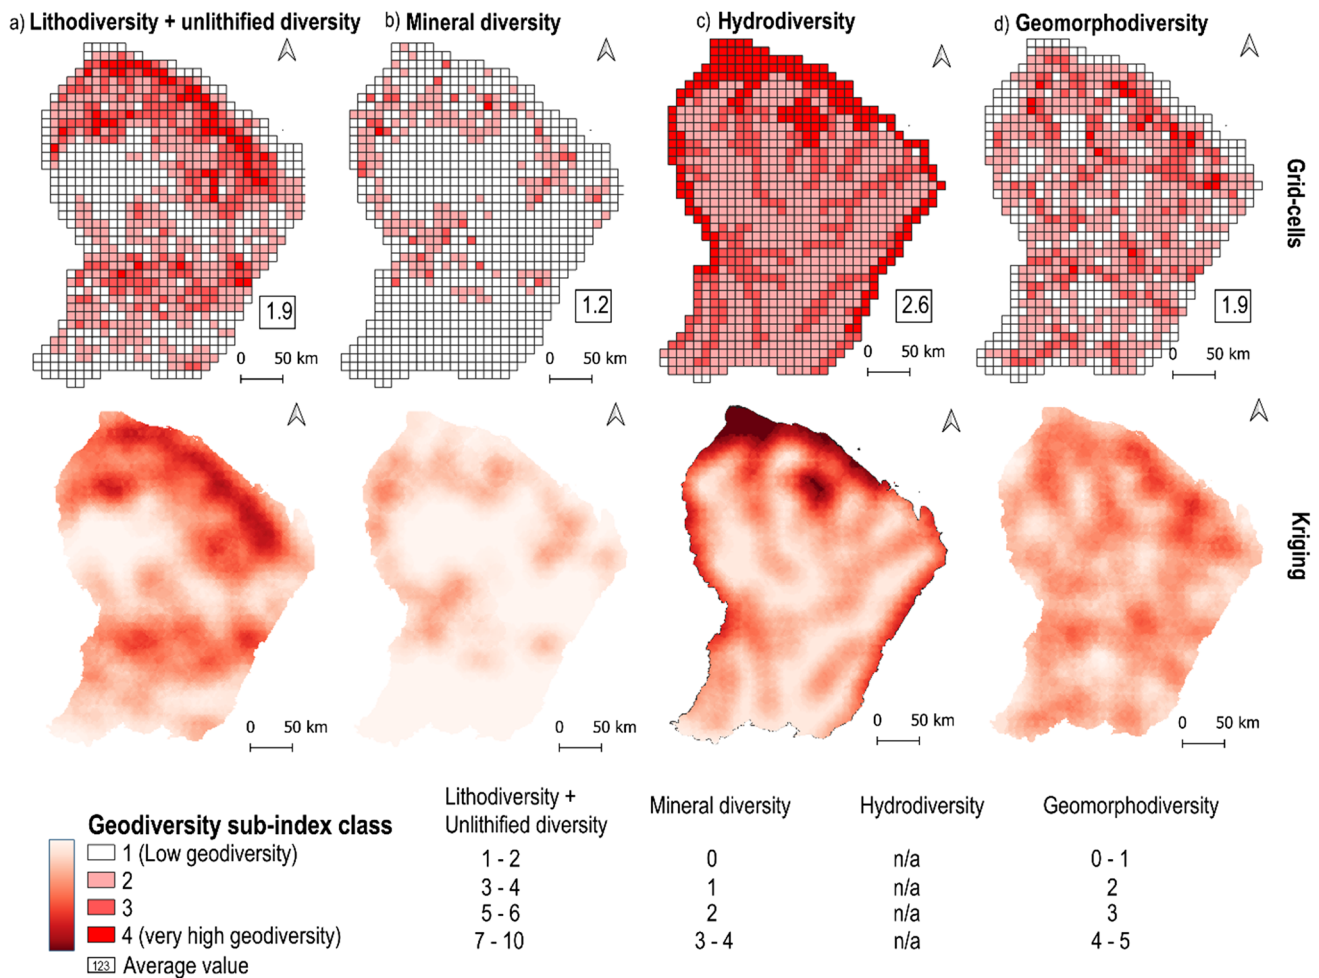 a) Lithodiversity + unlithified diversity
b) Mineral diversity
c) Hydrodiversity
d) Geomorphodiversity
Grid-cells
1.9
1.2
2.6
1.9
0 50 km
0 50 km
0 50 km
0 50 km
Kriging
0 50 km
0 50 km
0 50 km
0 50 km
Geodiversity sub-index class
1 (Low geodiversity)
2
3
4 (very high geodiversity)
123 Average value
Lithodiversity +
Unlithified diversity
Mineral diversity
Hydrodiversity
Geomorphodiversity
1 - 2 0 n/a 0 - 1
3 - 4 1 n/a 2
5 - 6 2 n/a 3
7 - 10 3 - 4 n/a 4 - 5